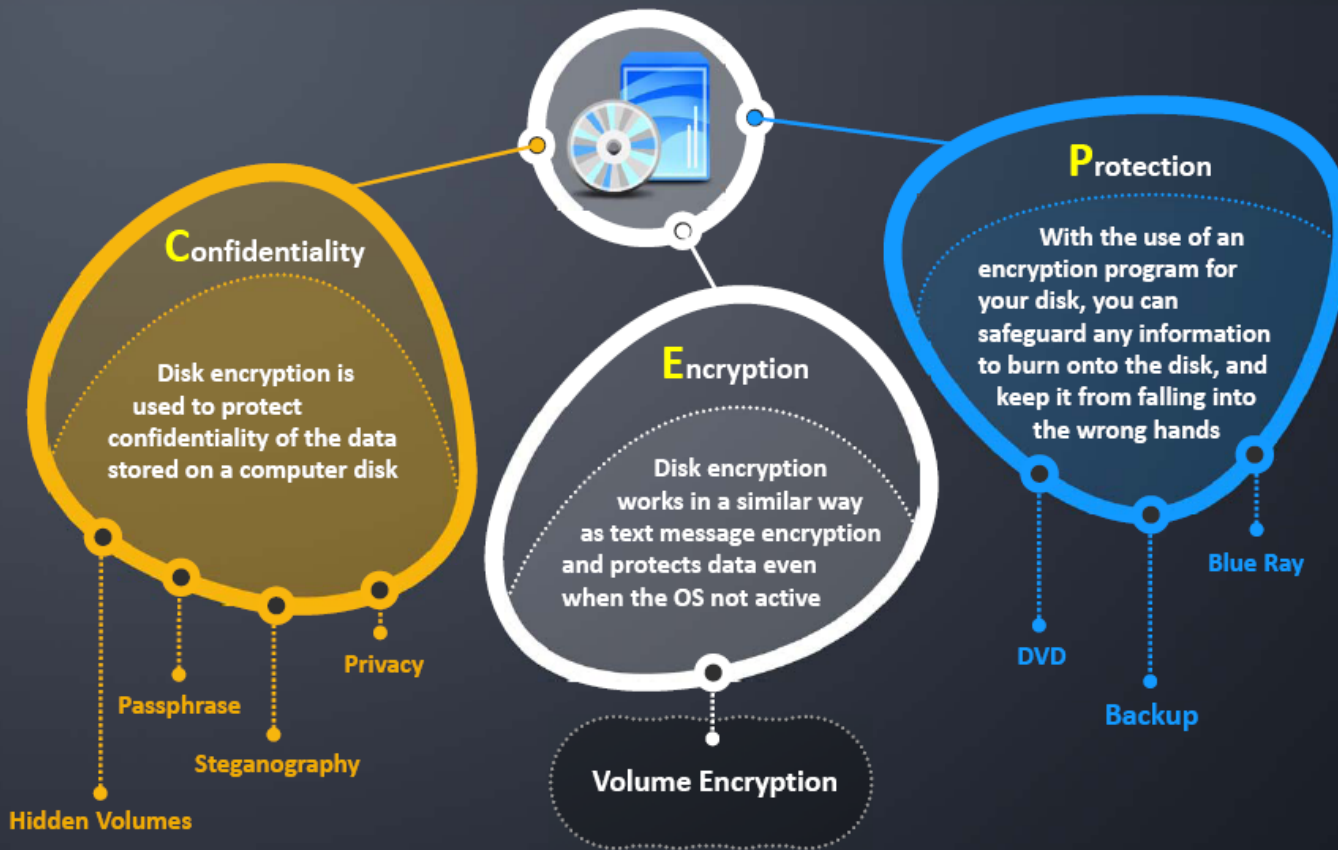 Confidentiality
Disk encryption is
used to protect
confidentiality of the data
stored on a computer disk
Hidden Volumes
Passphrase
Steganography
Privacy
Encryption
Disk encryption
works in a similar way
as text message encryption
and protects data even
when the OS not active
Volume Encryption
Protection
With the use of an
encryption program for
your disk, you can
safeguard any information
to burn onto the disk, and
keep it from falling into
the wrong hands
DVD
Backup
Blue Ray